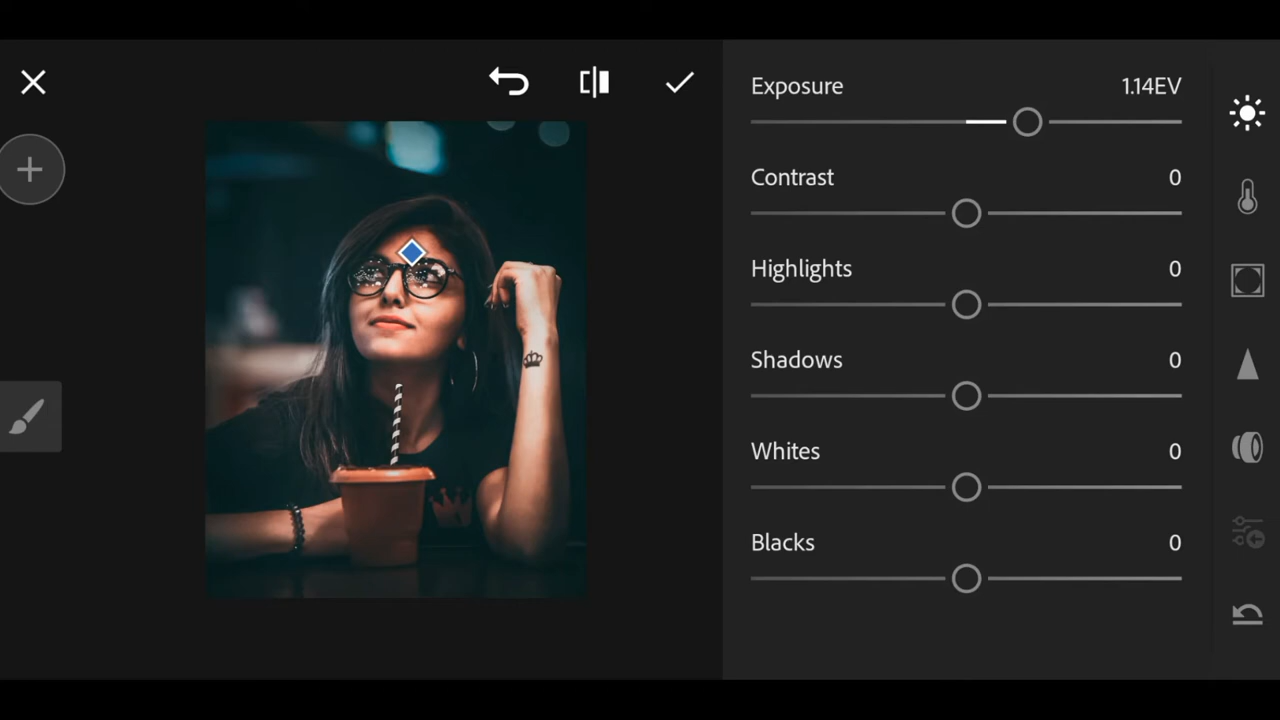 Exposure 1.14EV
Contrast 0
Highlights 0
Shadows 0
Whites 0
Blacks 0